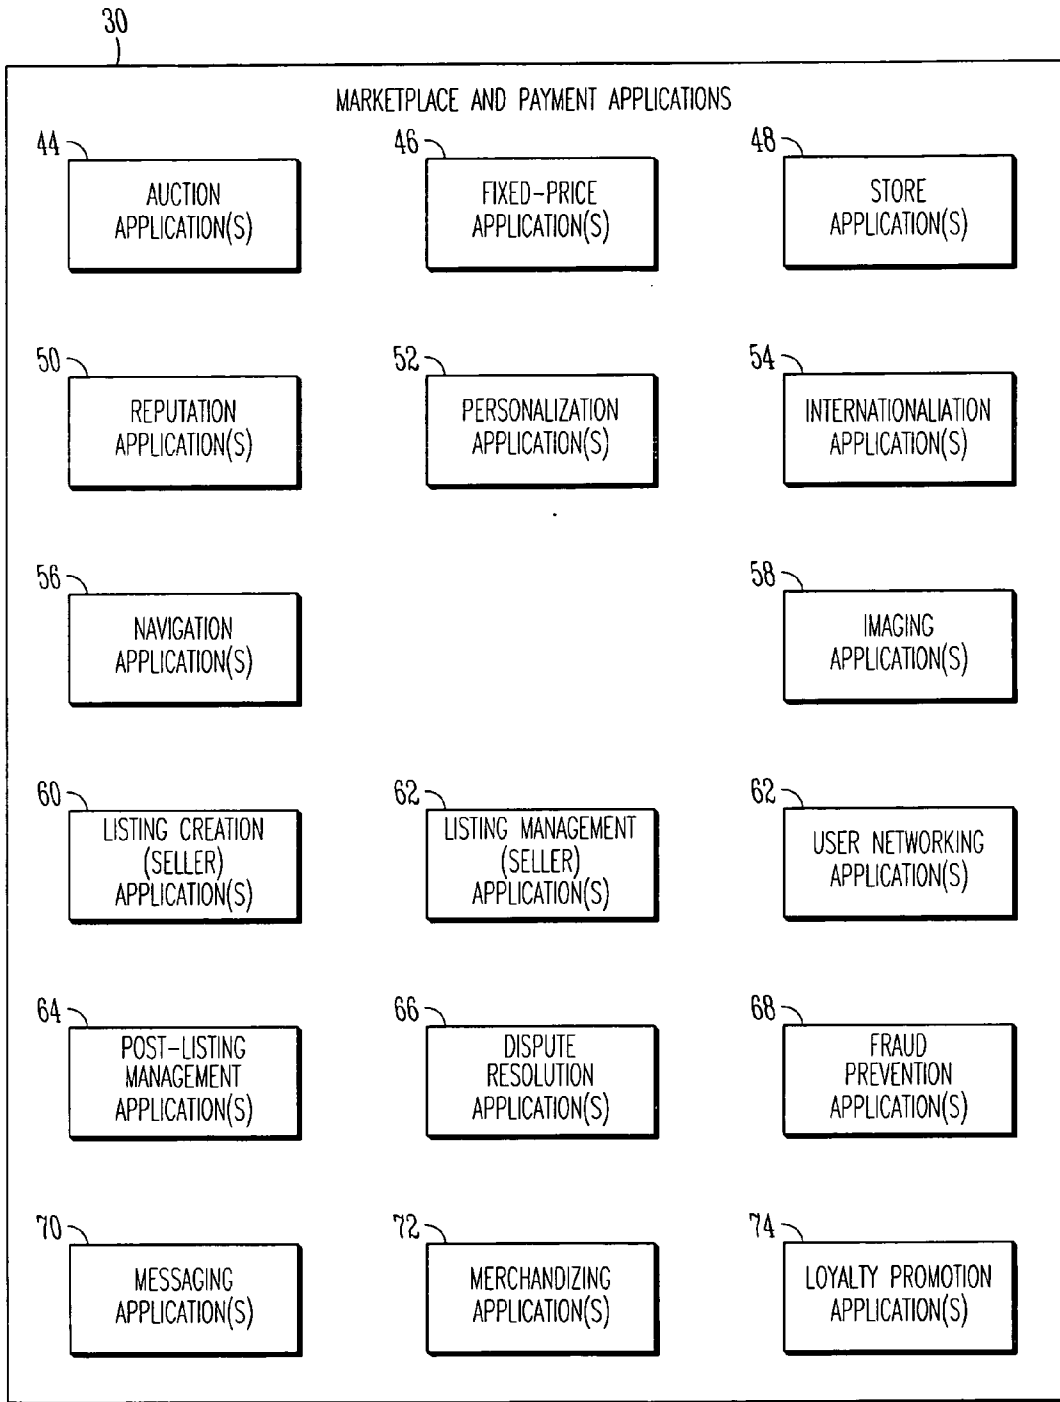 30
MARKETPLACE AND PAYMENT APPLICATIONS
44
AUCTION
APPLICATION(S)
46
FIXED-PRICE
APPLICATION(S)
48
STORE
APPLICATION(S)
50
REPUTATION
APPLICATION(S)
52
PERSONALIZATION
APPLICATION(S)
54
INTERNATIONALIATION
APPLICATION(S)
56
NAVIGATION
APPLICATION(S)
58
IMAGING
APPLICATION(S)
60
LISTING CREATION
(SELLER)
APPLICATION(S)
62
LISTING MANAGEMENT
(SELLER)
APPLICATION(S)
62
USER NETWORKING
APPLICATION(S)
64
POST-LISTING
MANAGEMENT
APPLICATION(S)
66
DISPUTE
RESOLUTION
APPLICATION(S)
68
FRAUD
PREVENTION
APPLICATION(S)
70
MESSAGING
APPLICATION(S)
72
MERCHANDIZING
APPLICATION(S)
74
LOYALTY PROMOTION
APPLICATION(S)